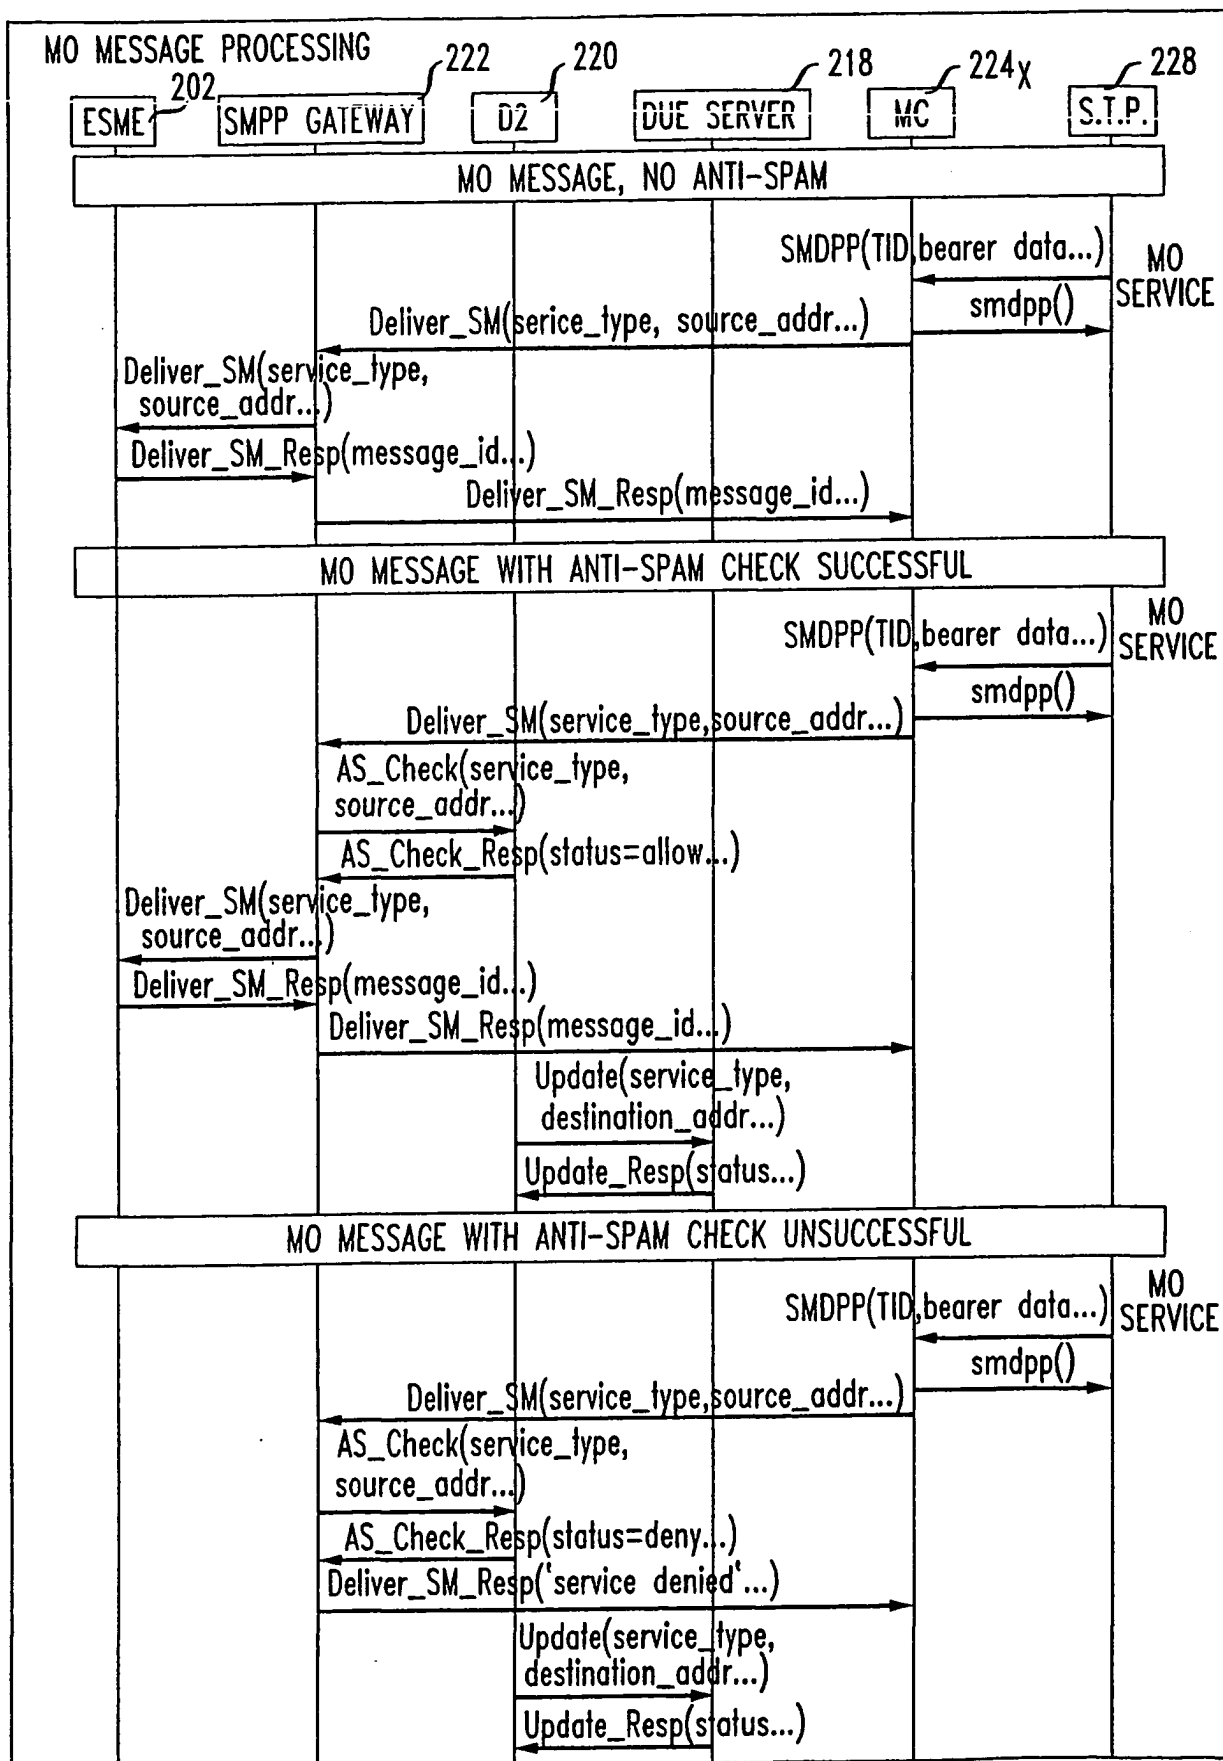 MO MESSAGE PROCESSING
202
222
220
218
224X
228
ESME
SMPP GATEWAY
D2
DUE SERVER
MC
S.T.P.
MO MESSAGE, NO ANTI-SPAM
SMDPP(TID,bearer data...)
MO
SERVICE
smdpp()
Deliver_SM(serice_type, source_addr...)
Deliver_SM(service_type,
source_addr...)
Deliver_SM_Resp(message_id...)
Deliver_SM_Resp(message_id...)
MO MESSAGE WITH ANTI-SPAM CHECK SUCCESSFUL
SMDPP(TID,bearer data...)
MO
SERVICE
smdpp()
Deliver_SM(service_type,source_addr...)
AS_Check(service_type,
source_addr...)
AS_Check_Resp(status=allow...)
Deliver_SM(service_type,
source_addr...)
Deliver_SM_Resp(message_id...)
Deliver_SM_Resp(message_id...)
Update(service_type,
destination_addr...)
Update_Resp(status...)
MO MESSAGE WITH ANTI-SPAM CHECK UNSUCCESSFUL
SMDPP(TID,bearer data...)
MO
SERVICE
smdpp()
Deliver_SM(service_type,source_addr...)
AS_Check(service_type,
source_addr...)
AS_Check_Resp(status=deny...)
Deliver_SM_Resp('service denied'...)
Update(service_type,
destination_addr...)
Update_Resp(status...)